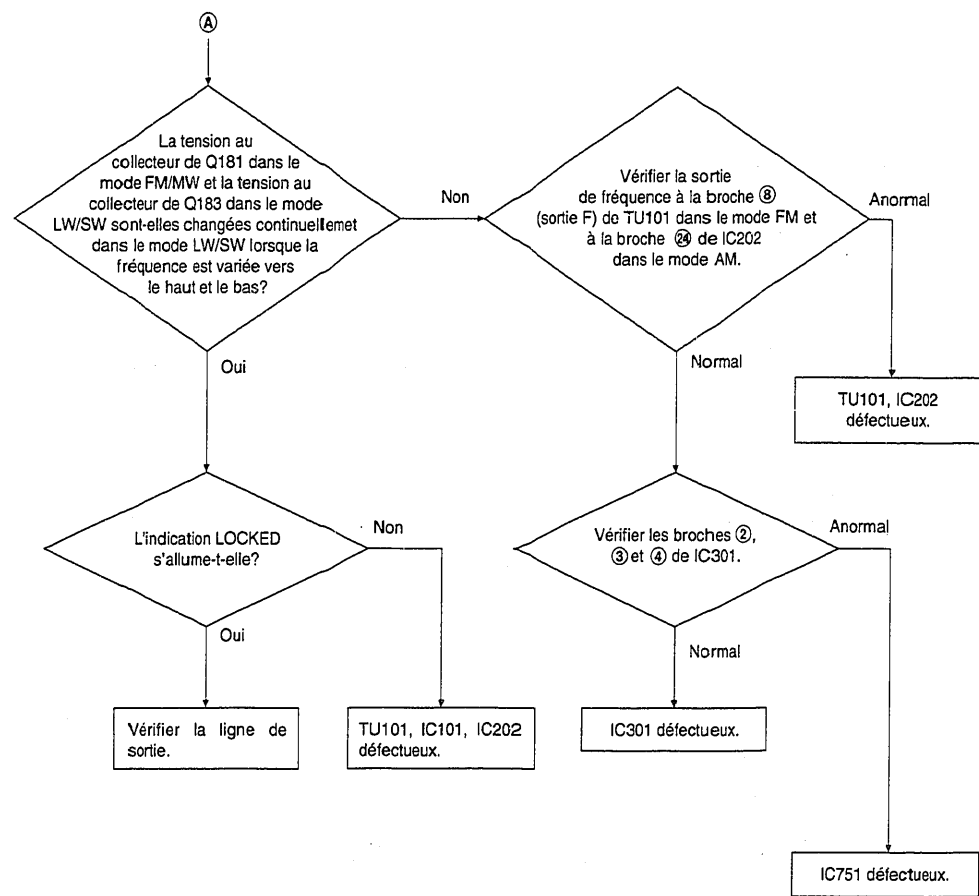 Ⓐ
La tension au
collecteur de Q181 dans le
mode FM/MW et la tension au
collecteur de Q183 dans le mode
LW/SW sont-elles changées continuellemet
dans le mode LW/SW lorsque la
fréquence est variée vers
le haut et le bas?
Non
Oui
Vérifier la sortie
de fréquence à la broche ⑧
(sortie F) de TU101 dans le mode FM et
à la broche ㉔ de IC202
dans le mode AM.
Anormal
Normal
TU101, IC202
défectueux.
L'indication LOCKED
s'allume-t-elle?
Non
Oui
Vérifier les broches ②,
③ et ④ de IC301.
Anormal
Normal
Vérifier la ligne de
sortie.
TU101, IC101, IC202
défectueux.
IC301 défectueux.
IC751 défectueux.